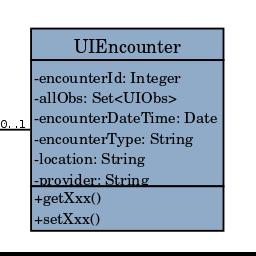 UIEncounter
-encounterId: Integer
-allObs: Set<UIObs>
-encounterDateTime: Date
0..1
-encounterType: String
-location: String
-provider: String
+getXxx()
+setXxx()